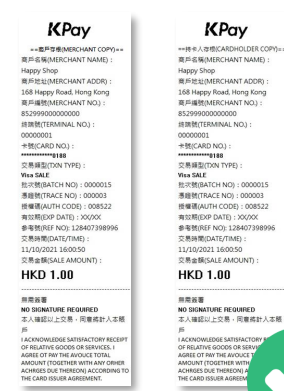 KPay
==商戶存根(MERCHANT COPY)==
商戶名稱(MERCHANT NAME)：
Happy Shop
商戶地址(MERCHANT ADDR)：
168 Happy Road, Hong Kong
商戶編號(MERCHANT NO.)：
852999000000000
終端號(TERMINAL NO.)：
00000001
卡號(CARD NO.)：
************8188
交易類型(TXN TYPE)：
Visa SALE
批次號(BATCH NO)：0000015
憑證號(TRACE NO)：000003
授權碼(AUTH CODE)：008522
有效期(EXP DATE)：XX/XX
參考號(REF NO): 128407398996
交易時間(DATE/TIME)：
11/10/2021 16:00:50
交易金額(SALE AMOUNT)：
HKD 1.00
無需簽署
NO SIGNATURE REQUIRED
本人確認以上交易，同意將計入本賬
戶
I ACKNOWLEDGE SATISFACTORY RECEIPT
OF RELATIVE GOODS OR SERVICES. I
AGREE OT PAY THE AVOUCE TOTAL
AMOUNT (TOGETHER WITH ANY ORHER
ACHRGES DUE THEREON) ACCORDING TO
THE CARD ISSUER AGREEMENT.
KPay
==持卡人存根(CARDHOLDER COPY)==
商戶名稱(MERCHANT NAME)：
Happy Shop
商戶地址(MERCHANT ADDR)：
168 Happy Road, Hong Kong
商戶編號(MERCHANT NO.)：
852999000000000
終端號(TERMINAL NO.)：
00000001
卡號(CARD NO.)：
************8188
交易類型(TXN TYPE)：
Visa SALE
批次號(BATCH NO)：0000015
憑證號(TRACE NO)：000003
授權碼(AUTH CODE)：008522
有效期(EXP DATE)：XX/XX
參考號(REF NO): 128407398996
交易時間(DATE/TIME)：
11/10/2021 16:00:50
交易金額(SALE AMOUNT)：
HKD 1.00
無需簽署
NO SIGNATURE REQUIRED
本人確認以上交易，同意將計入本賬
戶
I ACKNOWLEDGE SATISFACTORY
OF RELATIVE GOODS OR
AGREE OT PAY THE AVOUCE
AMOUNT (TOGETHER WITH
ACHRGES DUE THEREON)
THE CARD ISSUER AGREEMENT.